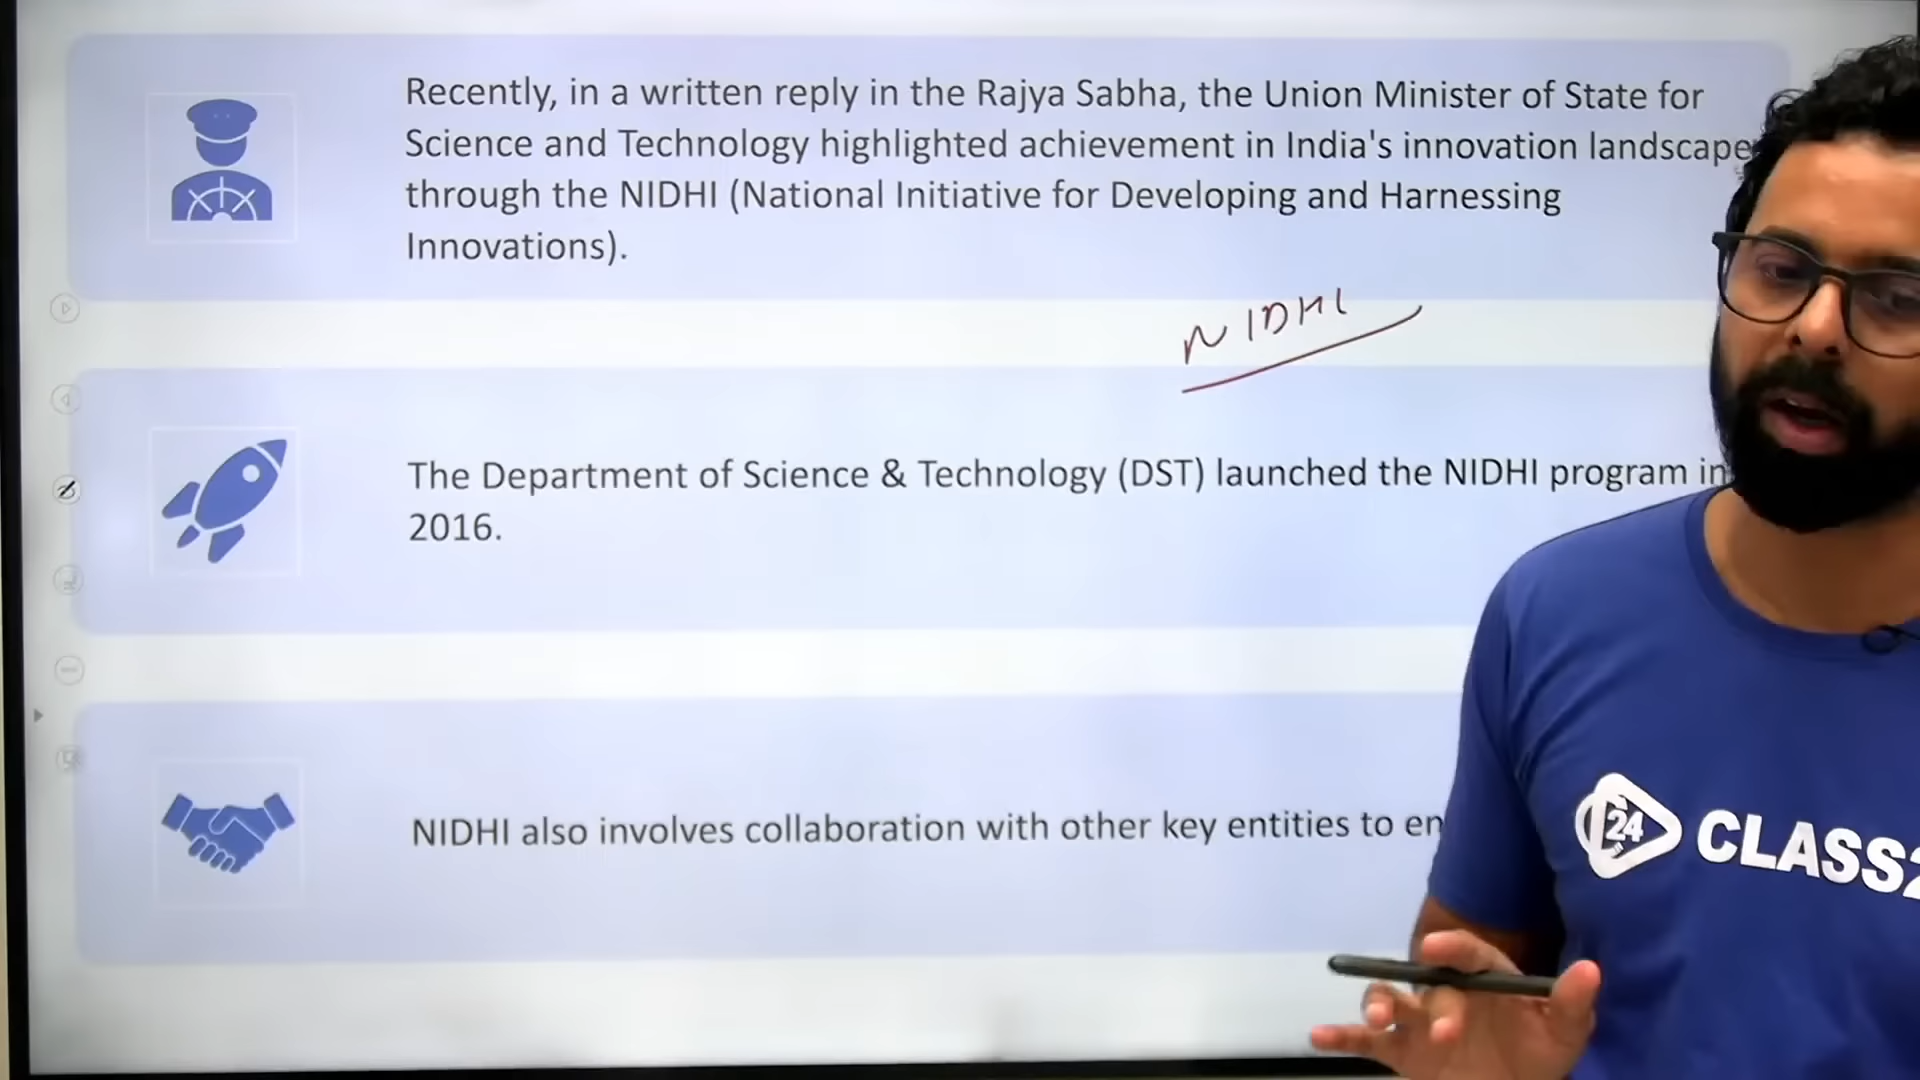 Recently, in a written reply in the Rajya Sabha, the Union Minister of State for
Science and Technology highlighted achievement in India's innovation landscape
through the NIDHI (National Initiative for Developing and Harnessing
Innovations).
NIDHI
The Department of Science & Technology (DST) launched the NIDHI program in
2016.
NIDHI also involves collaboration with other key entities to en
24 CLASS2